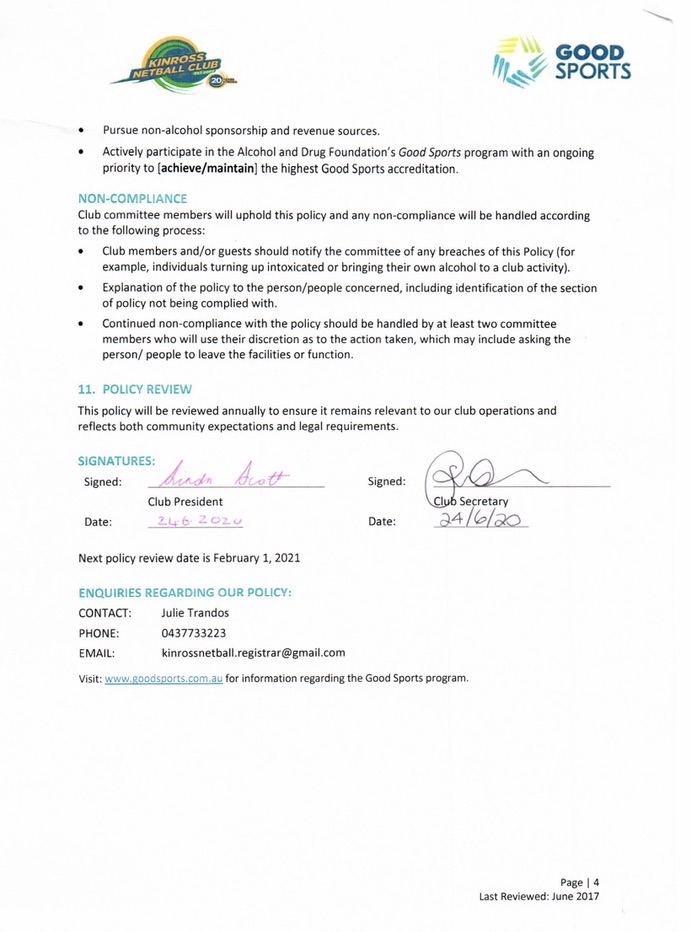 KINROSS
NETBALL CLUB
20
GOOD
SPORTS
• Pursue non-alcohol sponsorship and revenue sources.
• Actively participate in the Alcohol and Drug Foundation's Good Sports program with an ongoing
priority to [achieve/maintain] the highest Good Sports accreditation.
NON-COMPLIANCE
Club committee members will uphold this policy and any non-compliance will be handled according
to the following process:
• Club members and/or guests should notify the committee of any breaches of this Policy (for
example, individuals turning up intoxicated or bringing their own alcohol to a club activity).
• Explanation of the policy to the person/people concerned, including identification of the section
of policy not being complied with.
• Continued non-compliance with the policy should be handled by at least two committee
members who will use their discretion as to the action taken, which may include asking the
person/ people to leave the facilities or function.
11. POLICY REVIEW
This policy will be reviewed annually to ensure it remains relevant to our club operations and
reflects both community expectations and legal requirements.
SIGNATURES:
Signed: Scott Signed:
Club President Club Secretary
Date: 24.6.2020 Date: 24/6/20
Next policy review date is February 1, 2021
ENQUIRIES REGARDING OUR POLICY:
CONTACT: Julie Trandos
PHONE: 0437733223
EMAIL: kinrossnetball.registrar@gmail.com
Visit: www.goodsports.com.au for information regarding the Good Sports program.
Page | 4
Last Reviewed: June 2017